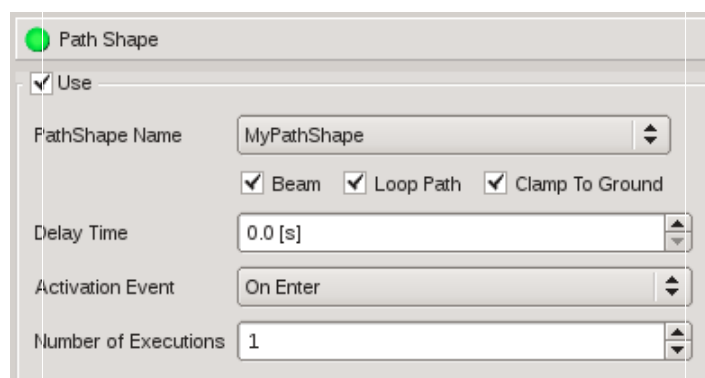 Path Shape
Use
PathShape Name MyPathShape
Beam Loop Path Clamp To Ground
Delay Time 0.0 [s]
Activation Event On Enter
Number of Executions 1